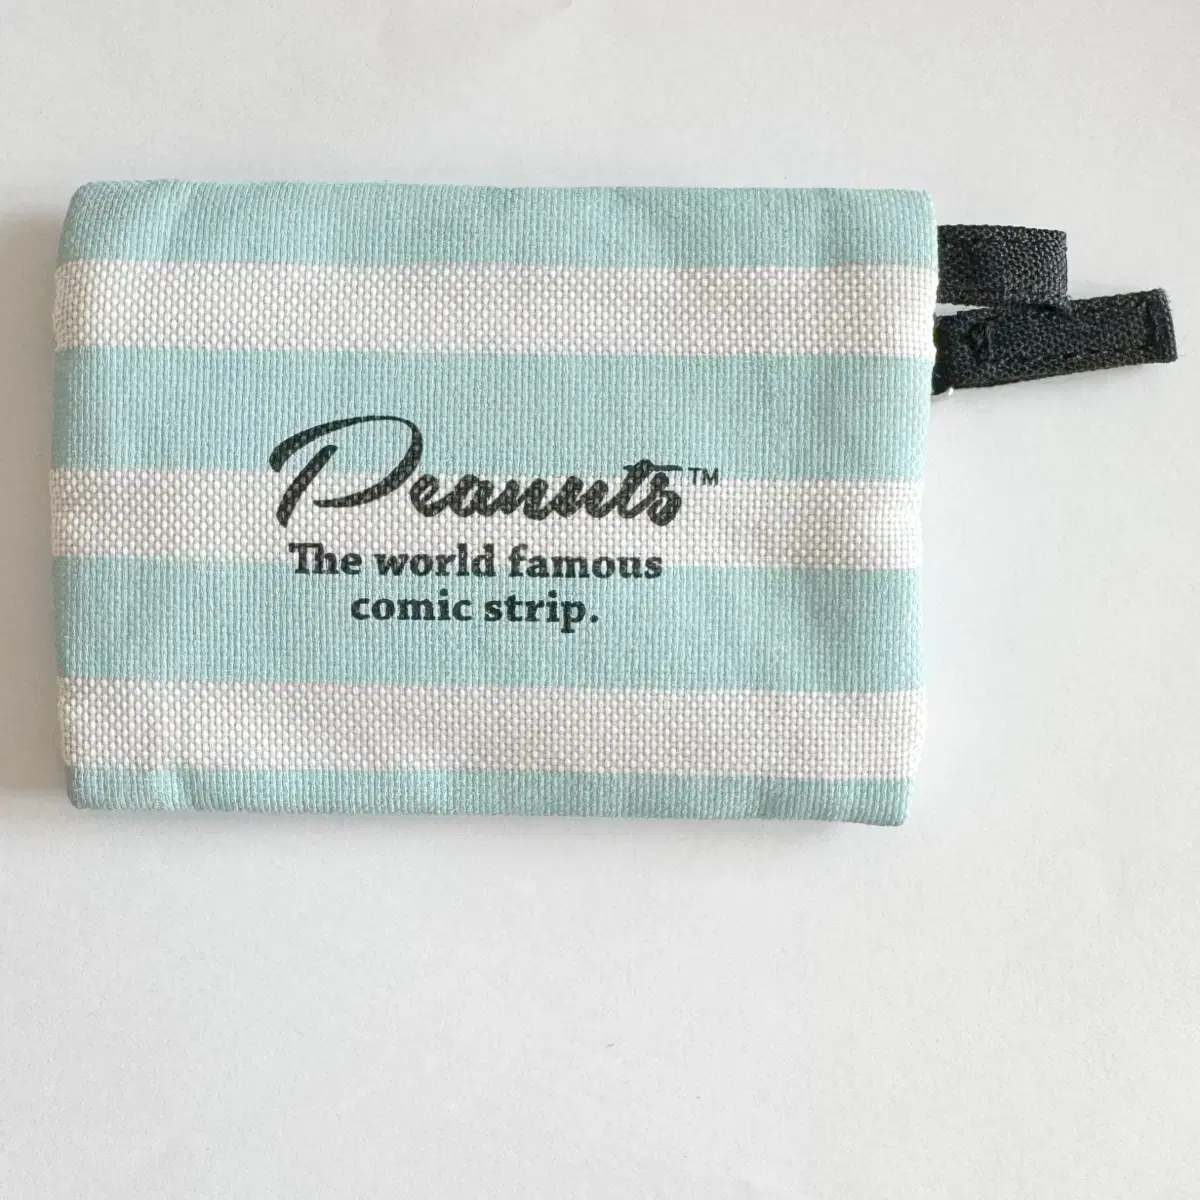 Peanuts™
The world famous
comic strip.